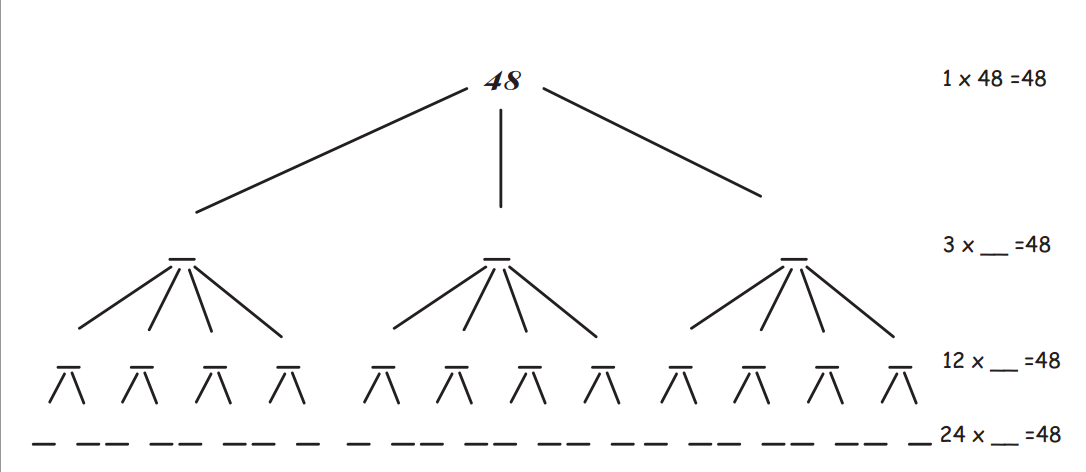 48
1 x 48 =48
3 x __ =48
12 x __ =48
24 x __ =48